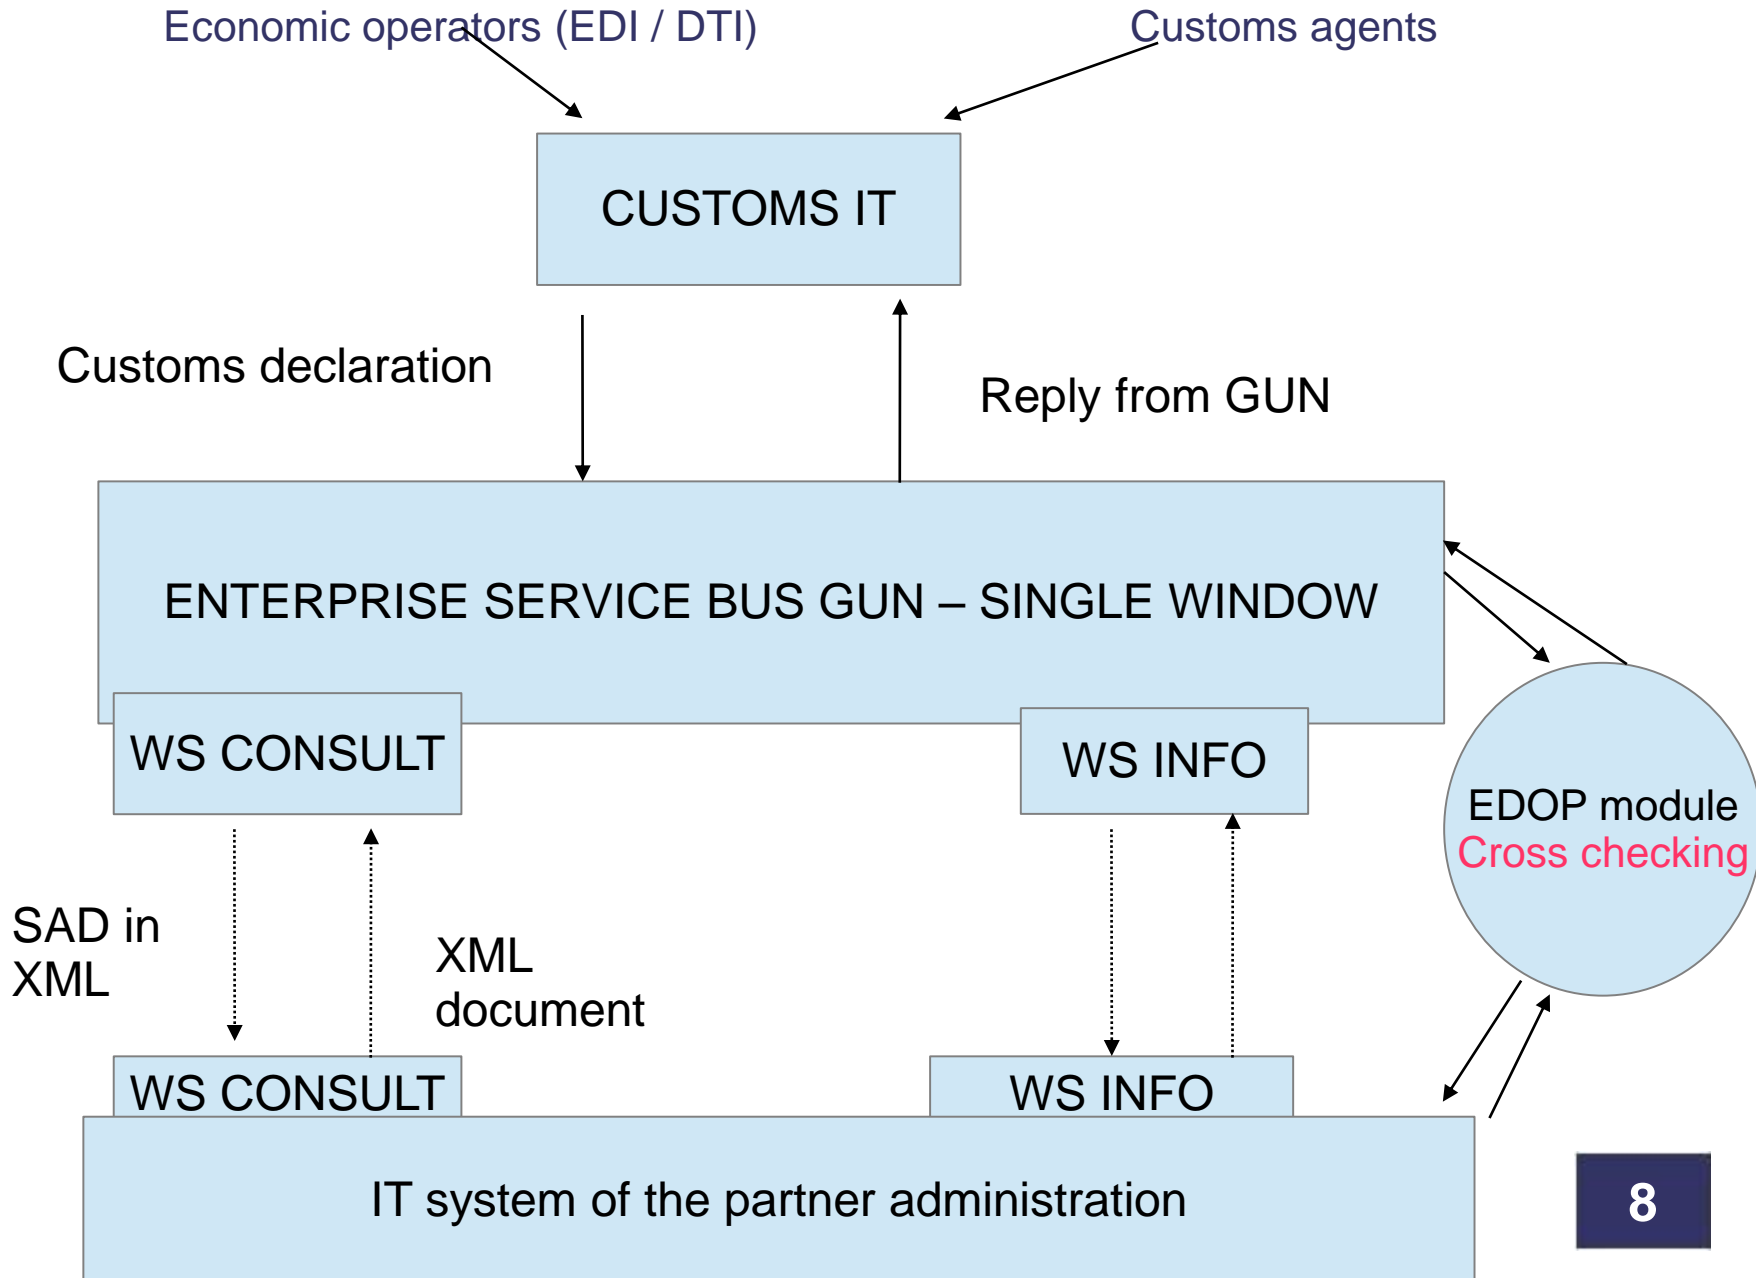 Economic operators (EDI / DTI)
Customs agents
CUSTOMS IT
Customs declaration
Reply from GUN
ENTERPRISE SERVICE BUS GUN – SINGLE WINDOW
WS CONSULT
WS INFO
EDOP module
Cross checking
SAD in
XML
XML
document
WS CONSULT
WS INFO
IT system of the partner administration
8